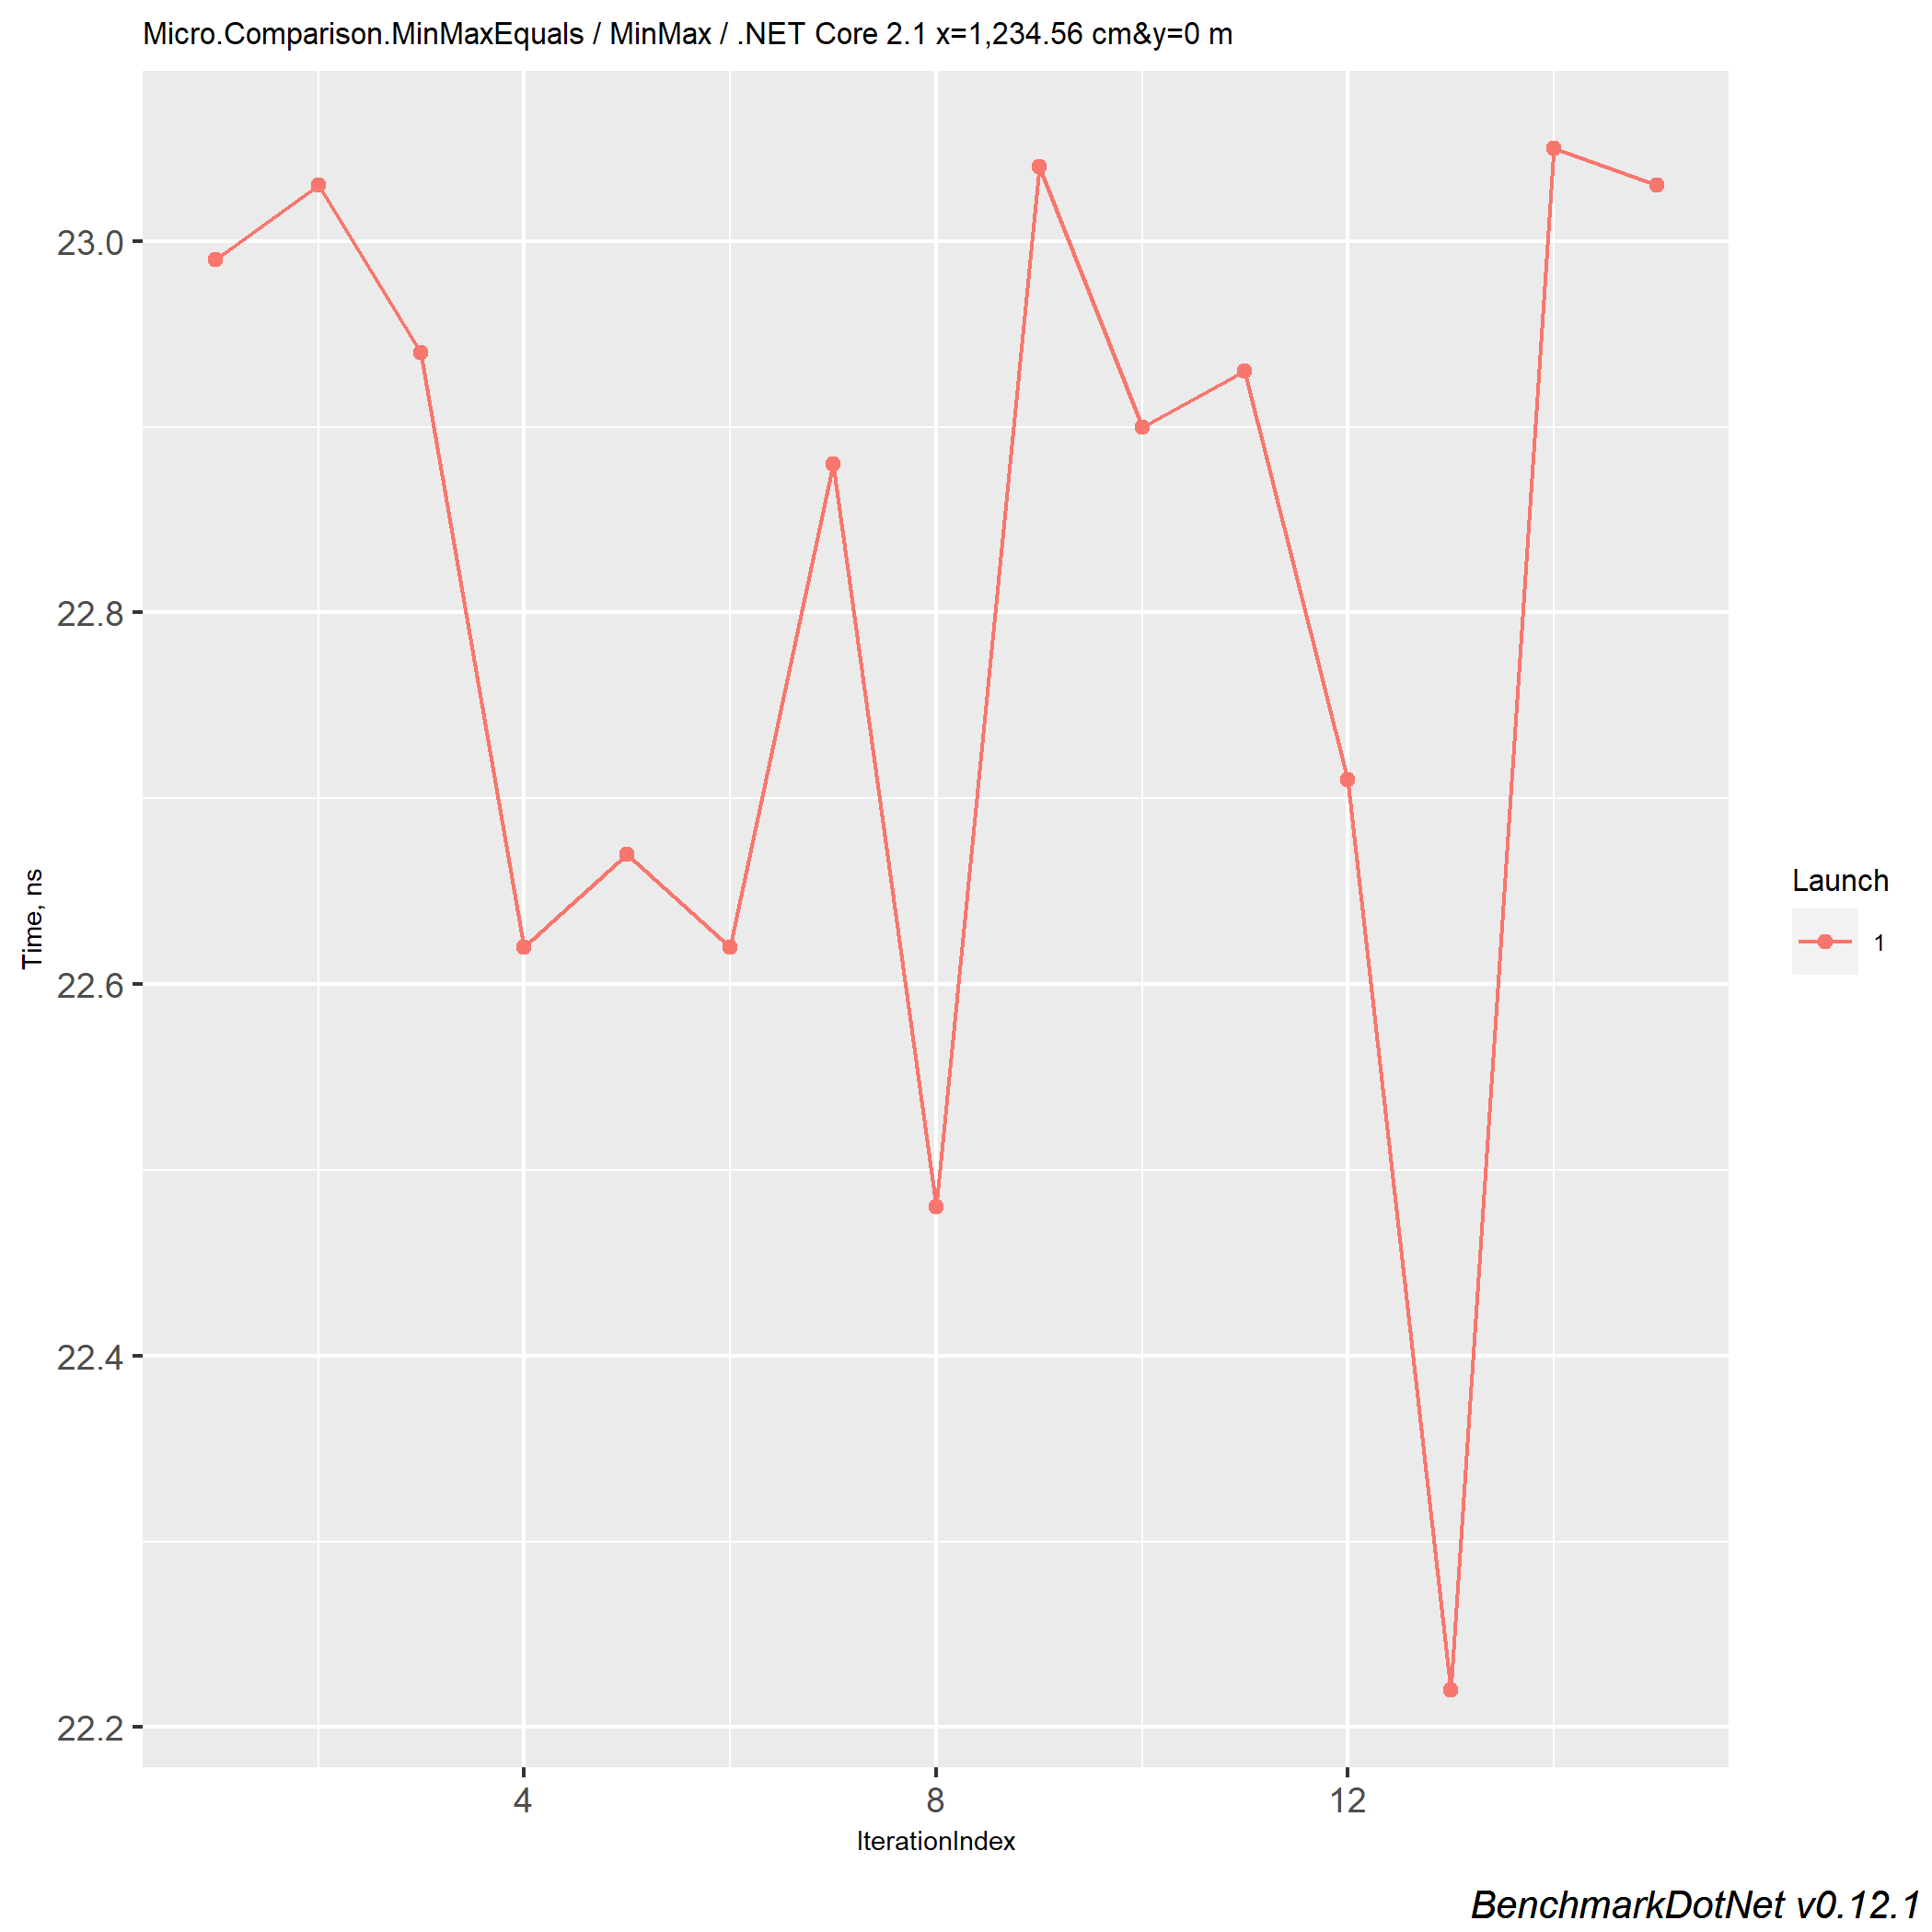 Micro.Comparison.MinMaxEquals / MinMax / .NET Core 2.1 x=1,234.56 cm&y=0 m
23.0
22.8
22.6
22.4
22.2
Time, ns
4
8
12
IterationIndex
Launch
1
BenchmarkDotNet v0.12.1